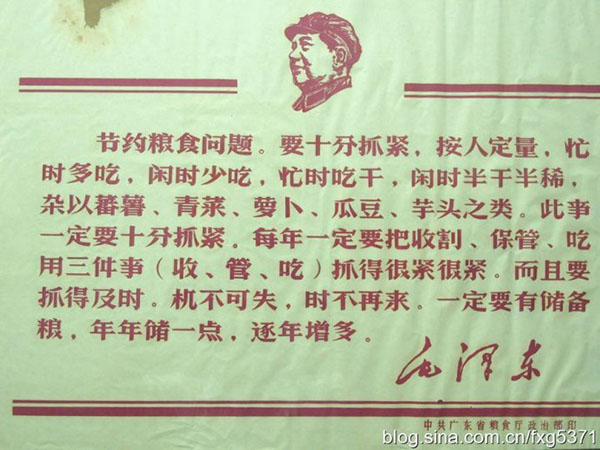 节约粮食问题。要十分抓紧，按人定量，忙
时多吃，闲时少吃，忙时吃干，闲时半干半稀，
杂以蕃薯、青菜、萝卜、瓜豆、芋头之类。此事
一定要十分抓紧。每年一定要把收割、保管、吃
用三件事（收、管、吃）抓得很紧很紧。而且要
抓得及时。机不可失，时不再来。一定要有储备
粮，年年储一点，逐年增多。
毛泽东
中共广东省粮食厅政治部印
blog.sina.com.cn/fxg5371